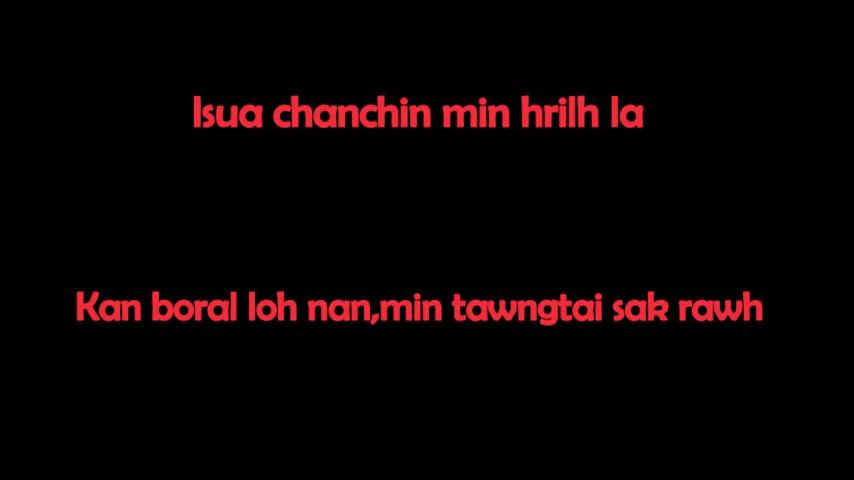 Isua chanchin min hrilh la
Kan boral loh nan,min tawngtai sak rawh